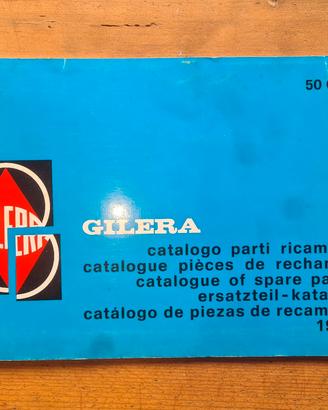 50
GILERA
catalogo parti ricam
catalogue pièces de rechan
catalogue of spare pa
ersatzteil-kata
catálogo de piezas de recam
19